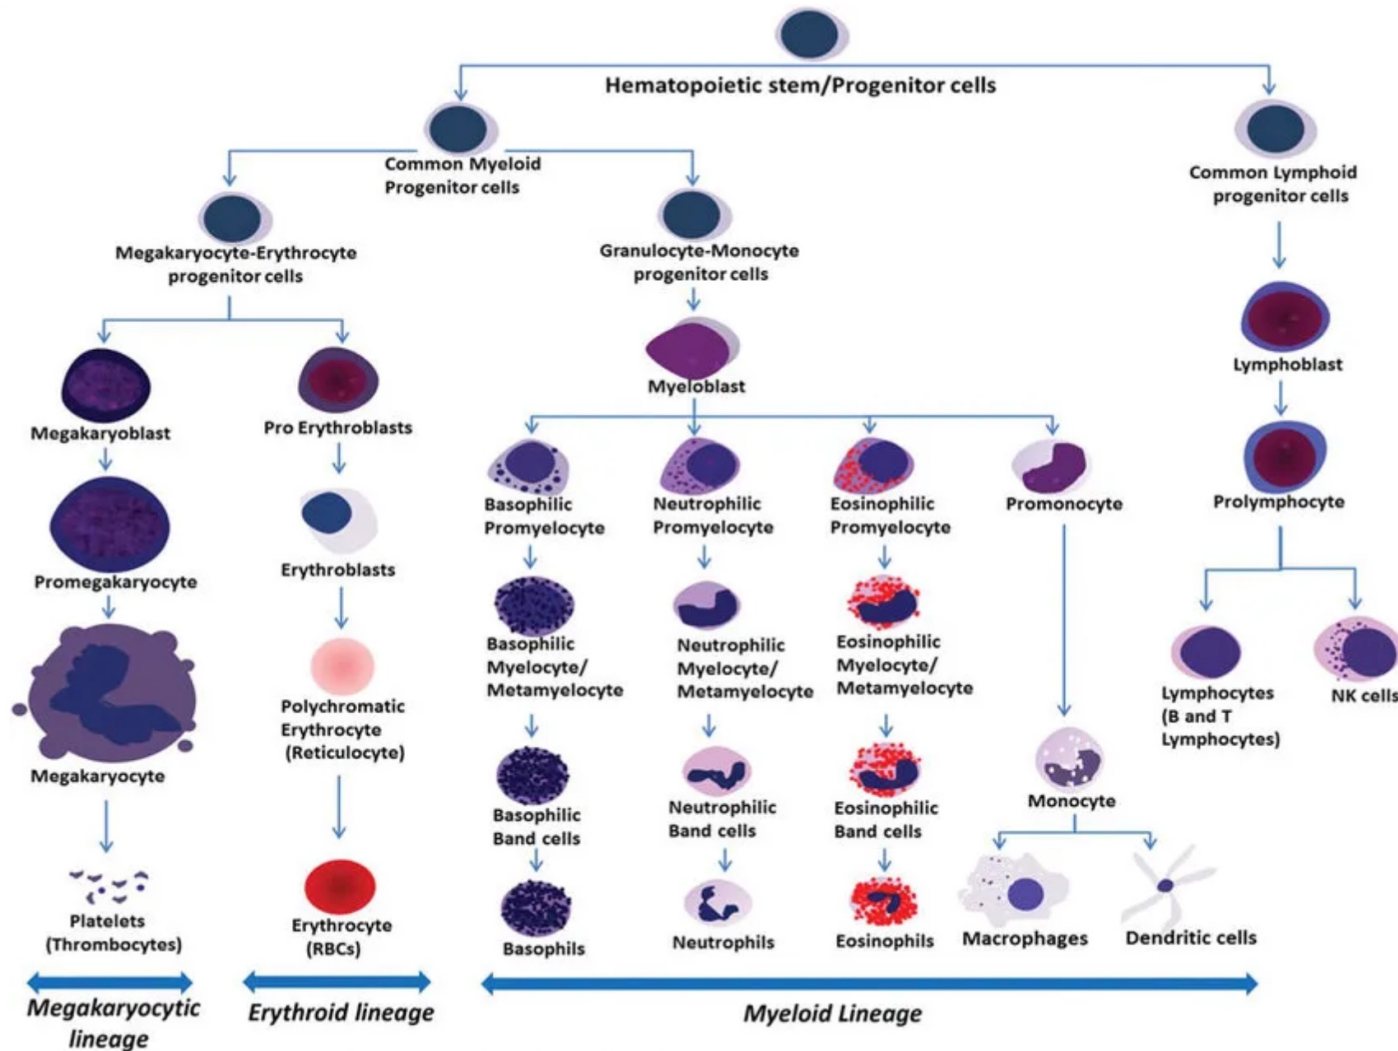 Hematopoietic stem/Progenitor cells
Common Myeloid
Progenitor cells
Common Lymphoid
progenitor cells
Megakaryocyte-Erythrocyte
progenitor cells
Granulocyte-Monocyte
progenitor cells
Megakaryoblast
Pro Erythroblasts
Myeloblast
Lymphoblast
Promegakaryocyte
Erythroblasts
Basophilic
Promyelocyte
Neutrophilic
Promyelocyte
Eosinophilic
Promyelocyte
Promonocyte
Prolymphocyte
Megakaryocyte
Polychromatic
Erythrocyte
(Reticulocyte)
Basophilic
Myelocyte/
Metamyelocyte
Neutrophilic
Myelocyte/
Metamyelocyte
Eosinophilic
Myelocyte/
Metamyelocyte
Lymphocytes
(B and T
Lymphocytes)
NK cells
Basophilic
Band cells
Neutrophilic
Band cells
Eosinophilic
Band cells
Monocyte
Platelets
(Thrombocytes)
Erythrocyte
(RBCs)
Basophils
Neutrophils
Eosinophils
Macrophages
Dendritic cells
Megakaryocytic
lineage
Erythroid lineage
Myeloid Lineage